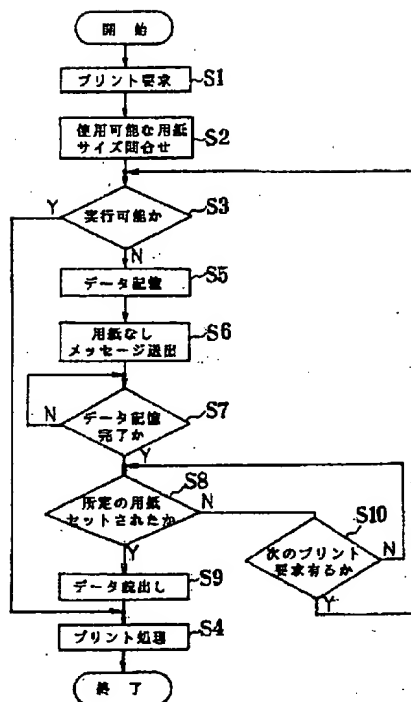 開 始
プリント要求
S1
使用可能な用紙
サイズ問合せ
S2
Y
実行可能か
S3
N
データ記憶
S5
用紙なし
メッセージ送出
S6
N
データ記憶
完了か
S7
Y
所定の用紙
セットされたか
S8
N
Y
次のプリント
要求有るか
S10
N
Y
データ読出し
S9
プリント処理
S4
終 了